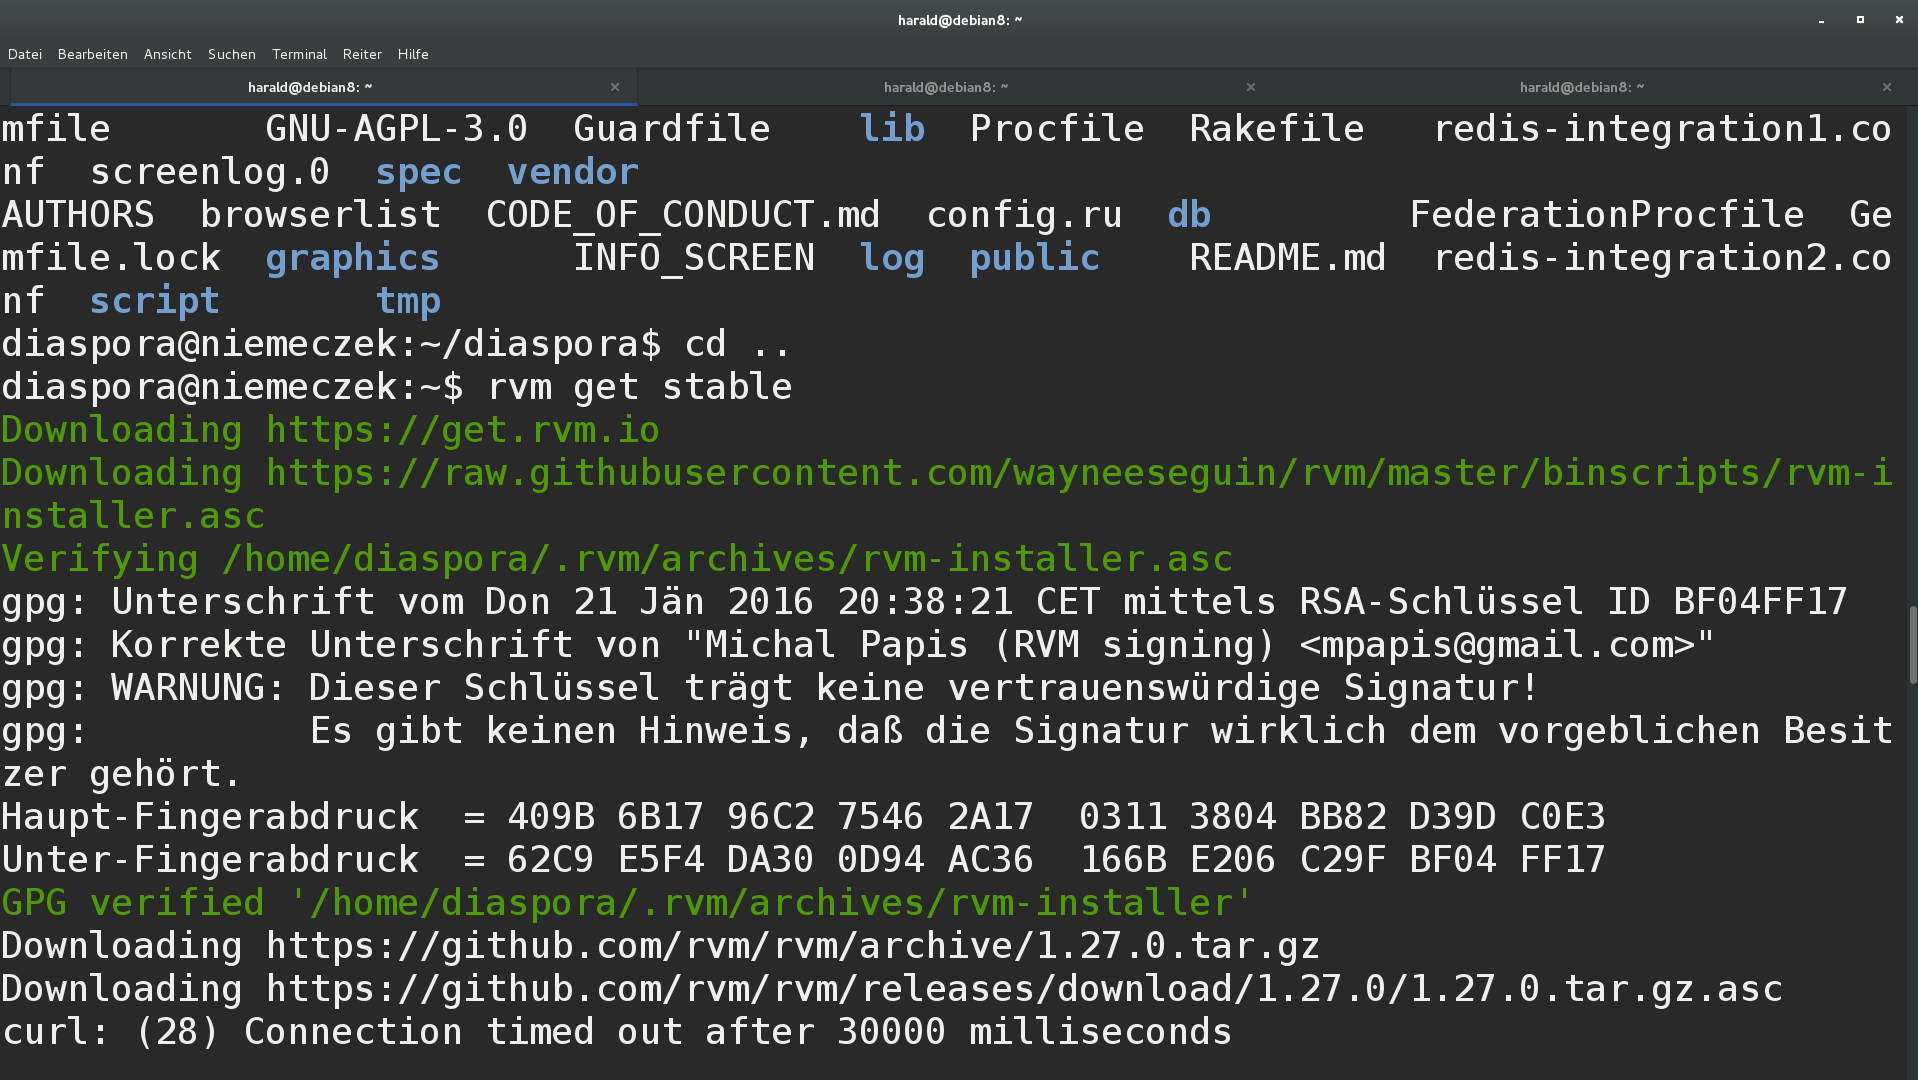 harald@debian8: ~
Datei Bearbeiten Ansicht Suchen Terminal Reiter Hilfe
harald@debian8: ~ harald@debian8: ~ harald@debian8: ~
mfile       GNU-AGPL-3.0  Guardfile    lib  Procfile  Rakefile   redis-integration1.co
nf  screenlog.0  spec  vendor
AUTHORS  browserlist  CODE_OF_CONDUCT.md  config.ru  db         FederationProcfile  Ge
mfile.lock  graphics      INFO_SCREEN  log  public    README.md  redis-integration2.co
nf  script       tmp
diaspora@niemeczek:~/diaspora$ cd ..
diaspora@niemeczek:~$ rvm get stable
Downloading https://get.rvm.io
Downloading https://raw.githubusercontent.com/wayneeseguin/rvm/master/binscripts/rvm-i
nstaller.asc
Verifying /home/diaspora/.rvm/archives/rvm-installer.asc
gpg: Unterschrift vom Don 21 Jän 2016 20:38:21 CET mittels RSA-Schlüssel ID BF04FF17
gpg: Korrekte Unterschrift von "Michal Papis (RVM signing) <mpapis@gmail.com>"
gpg: WARNUNG: Dieser Schlüssel trägt keine vertrauenswürdige Signatur!
gpg:          Es gibt keinen Hinweis, daß die Signatur wirklich dem vorgeblichen Besit
zer gehört.
Haupt-Fingerabdruck  = 409B 6B17 96C2 7546 2A17  0311 3804 BB82 D39D C0E3
Unter-Fingerabdruck  = 62C9 E5F4 DA30 0D94 AC36  166B E206 C29F BF04 FF17
GPG verified '/home/diaspora/.rvm/archives/rvm-installer'
Downloading https://github.com/rvm/rvm/archive/1.27.0.tar.gz
Downloading https://github.com/rvm/rvm/releases/download/1.27.0/1.27.0.tar.gz.asc
curl: (28) Connection timed out after 30000 milliseconds